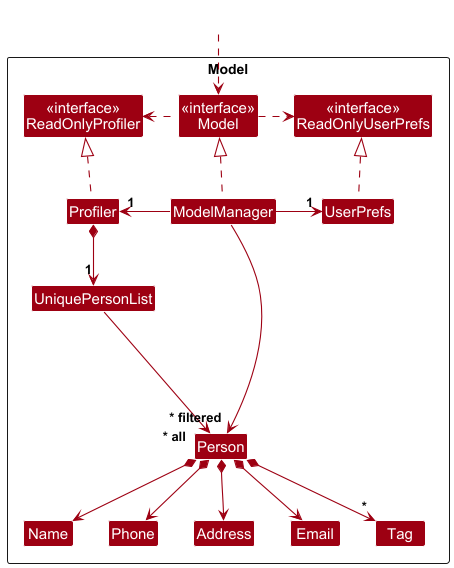 Model
«interface»
ReadOnlyProfiler
«interface»
Model
«interface»
ReadOnlyUserPrefs
Profiler
1
ModelManager
1
UserPrefs
1
UniquePersonList
* filtered
* all
Person
*
Name
Phone
Address
Email
Tag